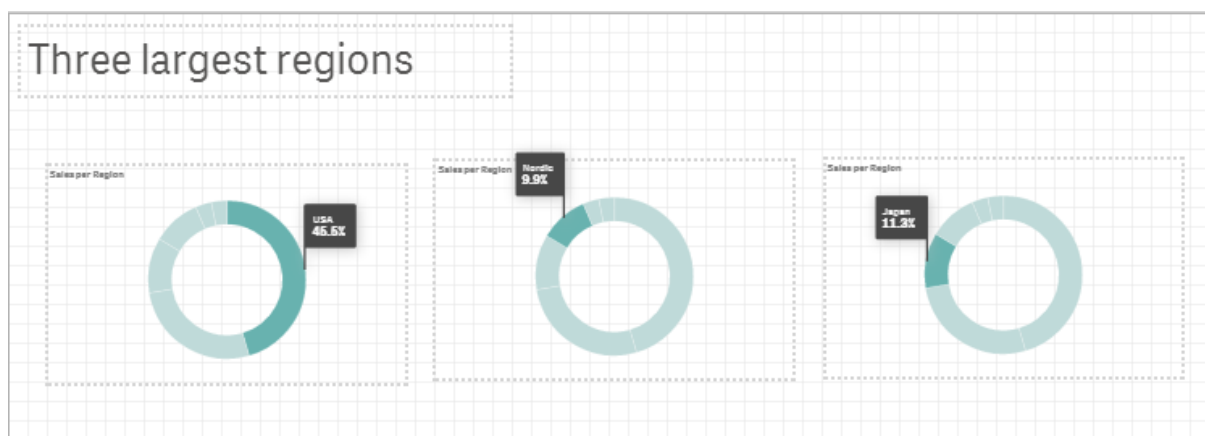 Three largest regions
Sales per Region
USA
45.5%
Sales per Region
Nordic
9.9%
Sales per Region
Japan
11.3%